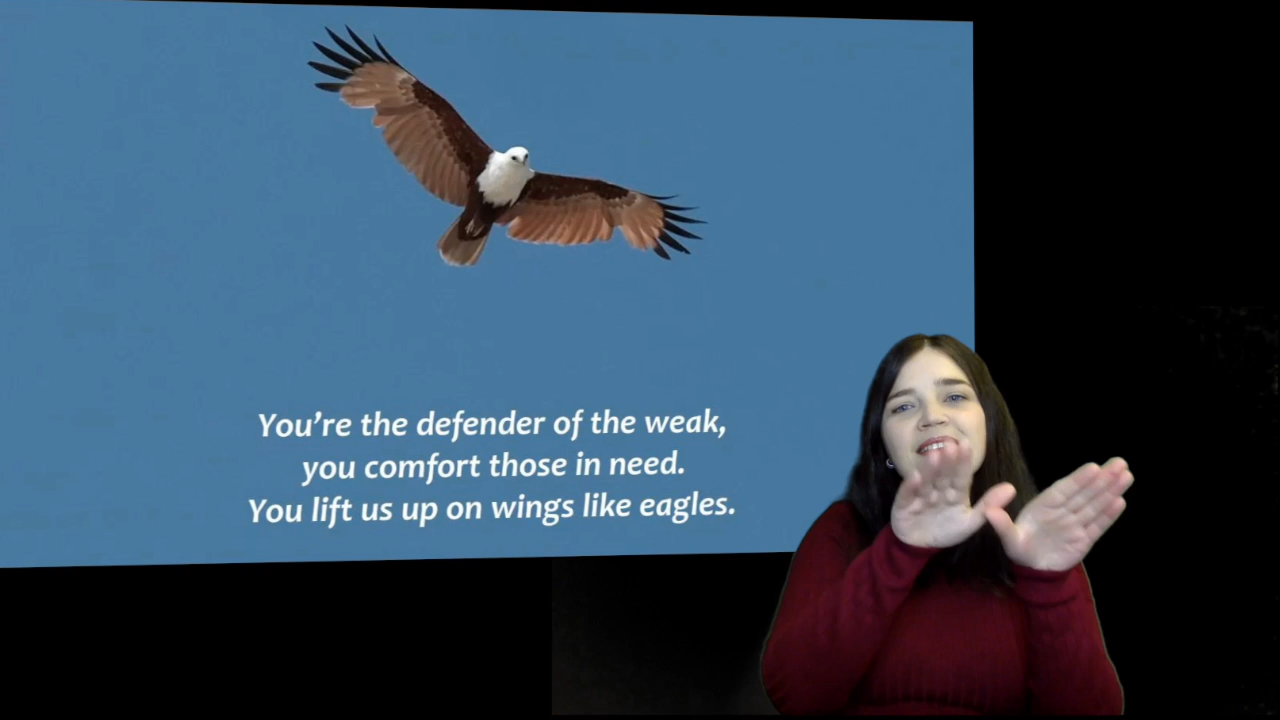 You’re the defender of the weak,
you comfort those in need.
You lift us up on wings like eagles.